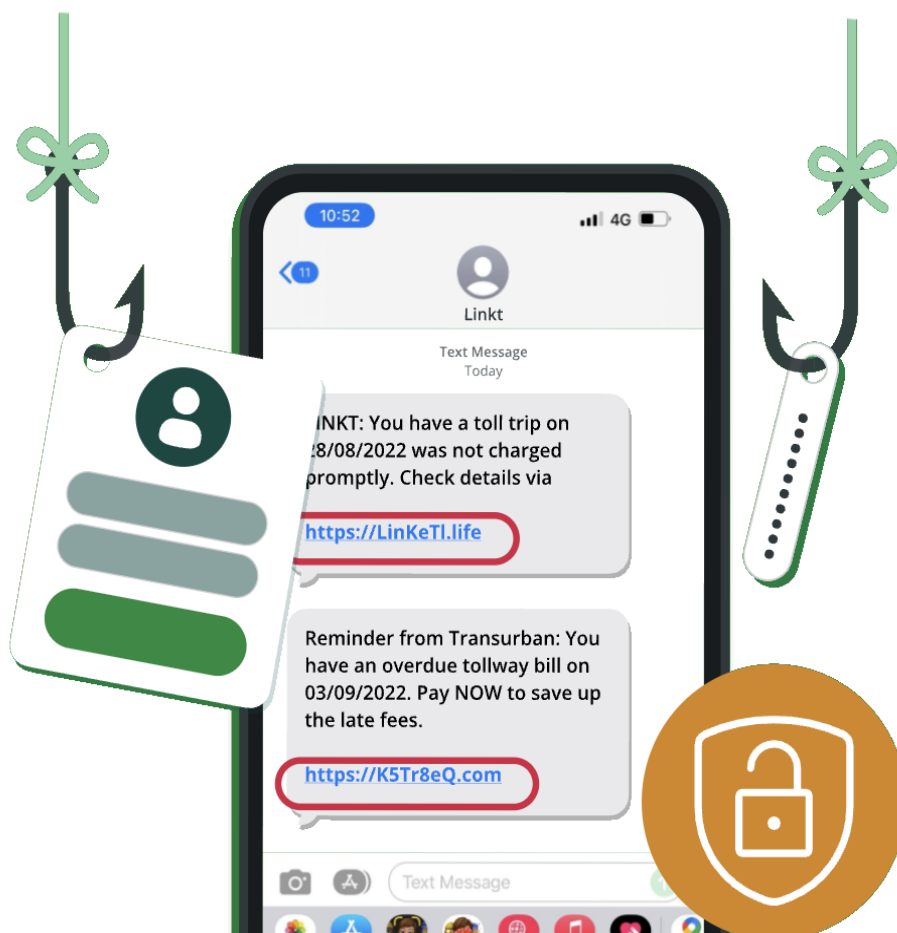 10:52
4G
11
Linkt
Text Message
Today
INKT: You have a toll trip on
28/08/2022 was not charged
promptly. Check details via
https://LinKeTl.life
Reminder from Transurban: You
have an overdue tollway bill on
03/09/2022. Pay NOW to save up
the late fees.
https://K5Tr8eQ.com
Text Message